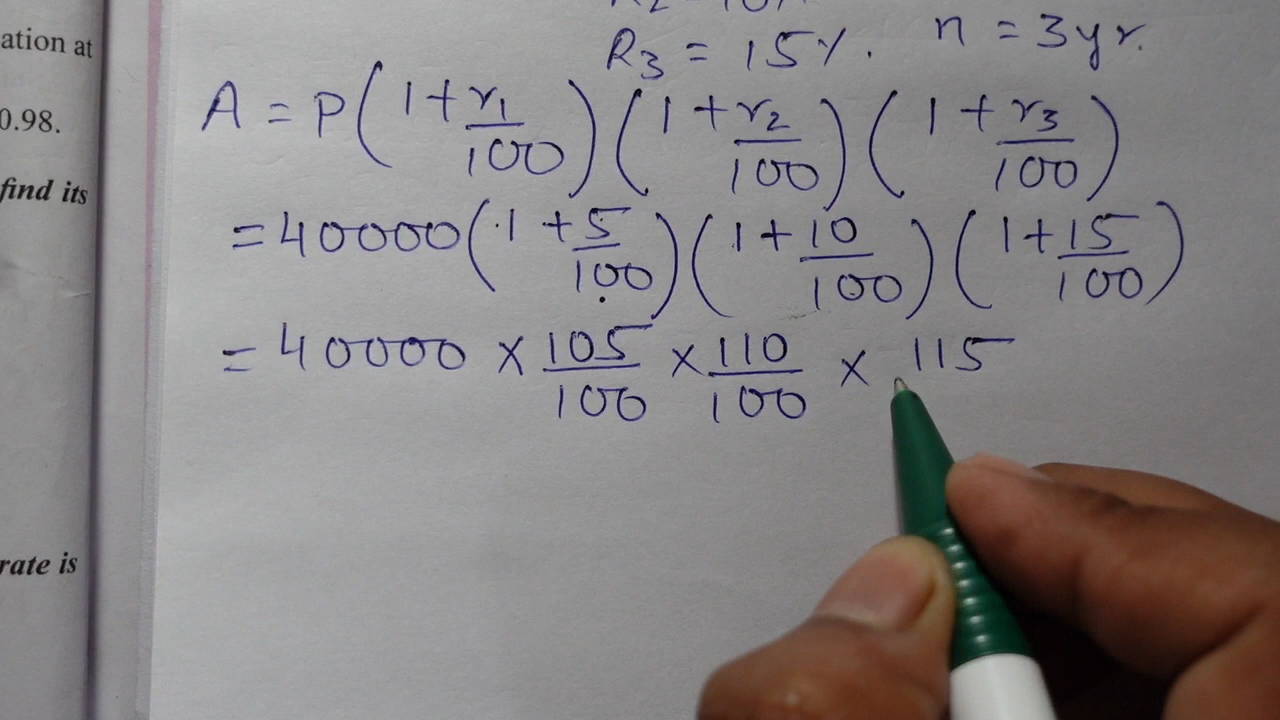 ation at
0.98.
find its
rate is
R3 = 15%. n = 3yr.
A = P(1+r1/100)(1+r2/100)(1+r3/100)
=40000(1+5/100)(1+10/100)(1+15/100)
=40000 × 105/100 × 110/100 × 115